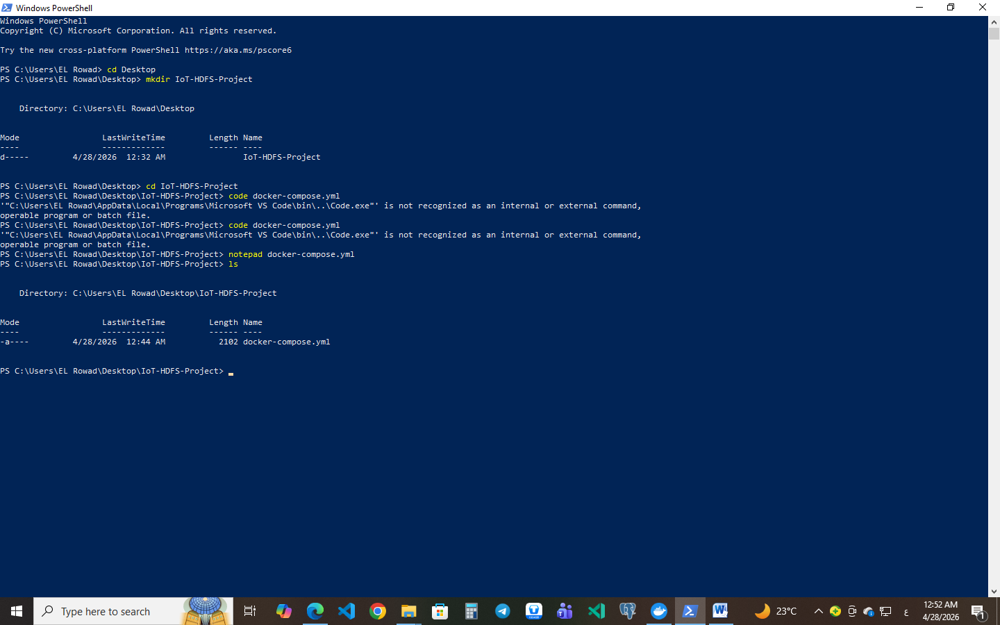 Windows PowerShell
Windows PowerShell
Copyright (C) Microsoft Corporation. All rights reserved.
Try the new cross-platform PowerShell https://aka.ms/pscore6
PS C:\Users\EL Rowad> cd Desktop
PS C:\Users\EL Rowad\Desktop> mkdir IoT-HDFS-Project
    Directory: C:\Users\EL Rowad\Desktop
Mode                 LastWriteTime         Length Name
----                 -------------         ------ ----
d-----         4/28/2026  12:32 AM                IoT-HDFS-Project
PS C:\Users\EL Rowad\Desktop> cd IoT-HDFS-Project
PS C:\Users\EL Rowad\Desktop\IoT-HDFS-Project> code docker-compose.yml
'"C:\Users\EL Rowad\AppData\Local\Programs\Microsoft VS Code\bin\..\Code.exe"' is not recognized as an internal or external command,
operable program or batch file.
PS C:\Users\EL Rowad\Desktop\IoT-HDFS-Project> code docker-compose.yml
'"C:\Users\EL Rowad\AppData\Local\Programs\Microsoft VS Code\bin\..\Code.exe"' is not recognized as an internal or external command,
operable program or batch file.
PS C:\Users\EL Rowad\Desktop\IoT-HDFS-Project> notepad docker-compose.yml
PS C:\Users\EL Rowad\Desktop\IoT-HDFS-Project> ls
    Directory: C:\Users\EL Rowad\Desktop\IoT-HDFS-Project
Mode                 LastWriteTime         Length Name
----                 -------------         ------ ----
-a----         4/28/2026  12:44 AM           2102 docker-compose.yml
PS C:\Users\EL Rowad\Desktop\IoT-HDFS-Project>
Type here to search
23°C
ع
12:52 AM
4/28/2026
1